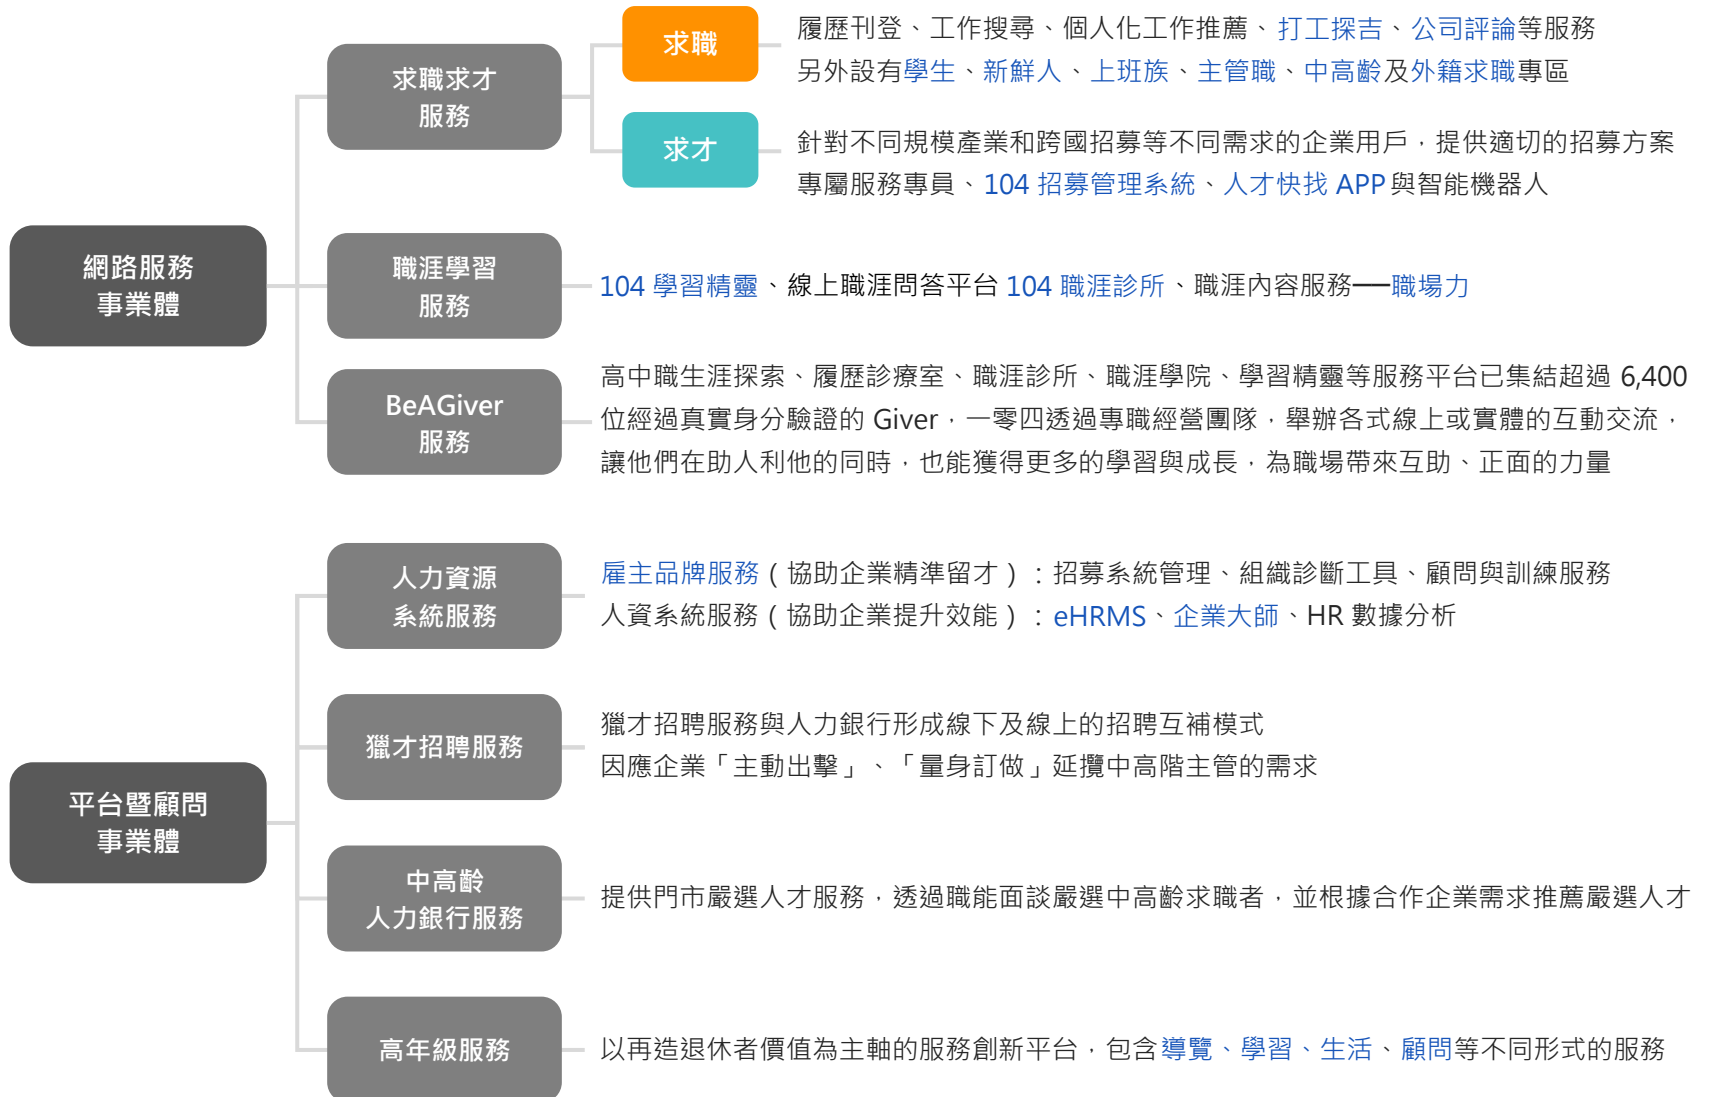 網路服務
事業體
求職求才
服務
求職
履歷刊登、工作搜尋、個人化工作推薦、打工探吉、公司評論等服務
另外設有學生、新鮮人、上班族、主管職、中高齡及外籍求職專區
求才
針對不同規模產業和跨國招募等不同需求的企業用戶，提供適切的招募方案
專屬服務專員、104 招募管理系統、人才快找 APP 與智能機器人
職涯學習
服務
104 學習精靈、線上職涯問答平台 104 職涯診所、職涯內容服務──職場力
BeAGiver
服務
高中職生涯探索、履歷診療室、職涯診所、職涯學院、學習精靈等服務平台已集結超過 6,400
位經過真實身分驗證的 Giver，一零四透過專職經營團隊，舉辦各式線上或實體的互動交流，
讓他們在助人利他的同時，也能獲得更多的學習與成長，為職場帶來互助、正面的力量
平台暨顧問
事業體
人力資源
系統服務
雇主品牌服務（協助企業精準留才）：招募系統管理、組織診斷工具、顧問與訓練服務
人資系統服務（協助企業提升效能）：eHRMS、企業大師、HR 數據分析
獵才招聘服務
獵才招聘服務與人力銀行形成線下及線上的招聘互補模式
因應企業「主動出擊」、「量身訂做」延攬中高階主管的需求
中高齡
人力銀行服務
提供門市嚴選人才服務，透過職能面談嚴選中高齡求職者，並根據合作企業需求推薦嚴選人才
高年級服務
以再造退休者價值為主軸的服務創新平台，包含導覽、學習、生活、顧問等不同形式的服務